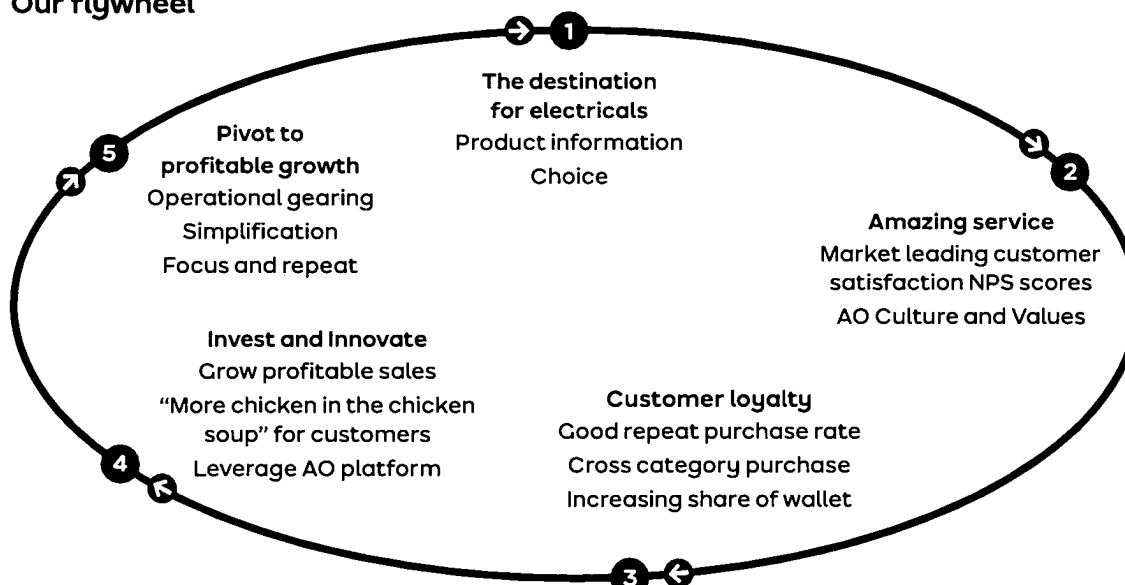 Our flywheel
1
The destination
for electricals
Product information
Choice
2
Amazing service
Market leading customer
satisfaction NPS scores
AO Culture and Values
3
Customer loyalty
Good repeat purchase rate
Cross category purchase
Increasing share of wallet
4
Invest and Innovate
Grow profitable sales
“More chicken in the chicken
soup” for customers
Leverage AO platform
5
Pivot to
profitable growth
Operational gearing
Simplification
Focus and repeat